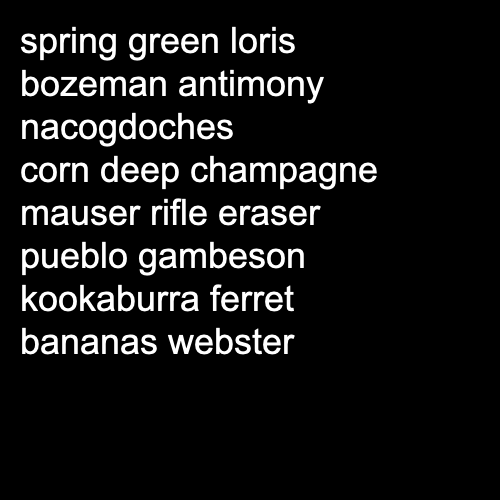 spring green loris
bozeman antimony
nacogdoches
corn deep champagne
mauser rifle eraser
pueblo gambeson
kookaburra ferret
bananas webster